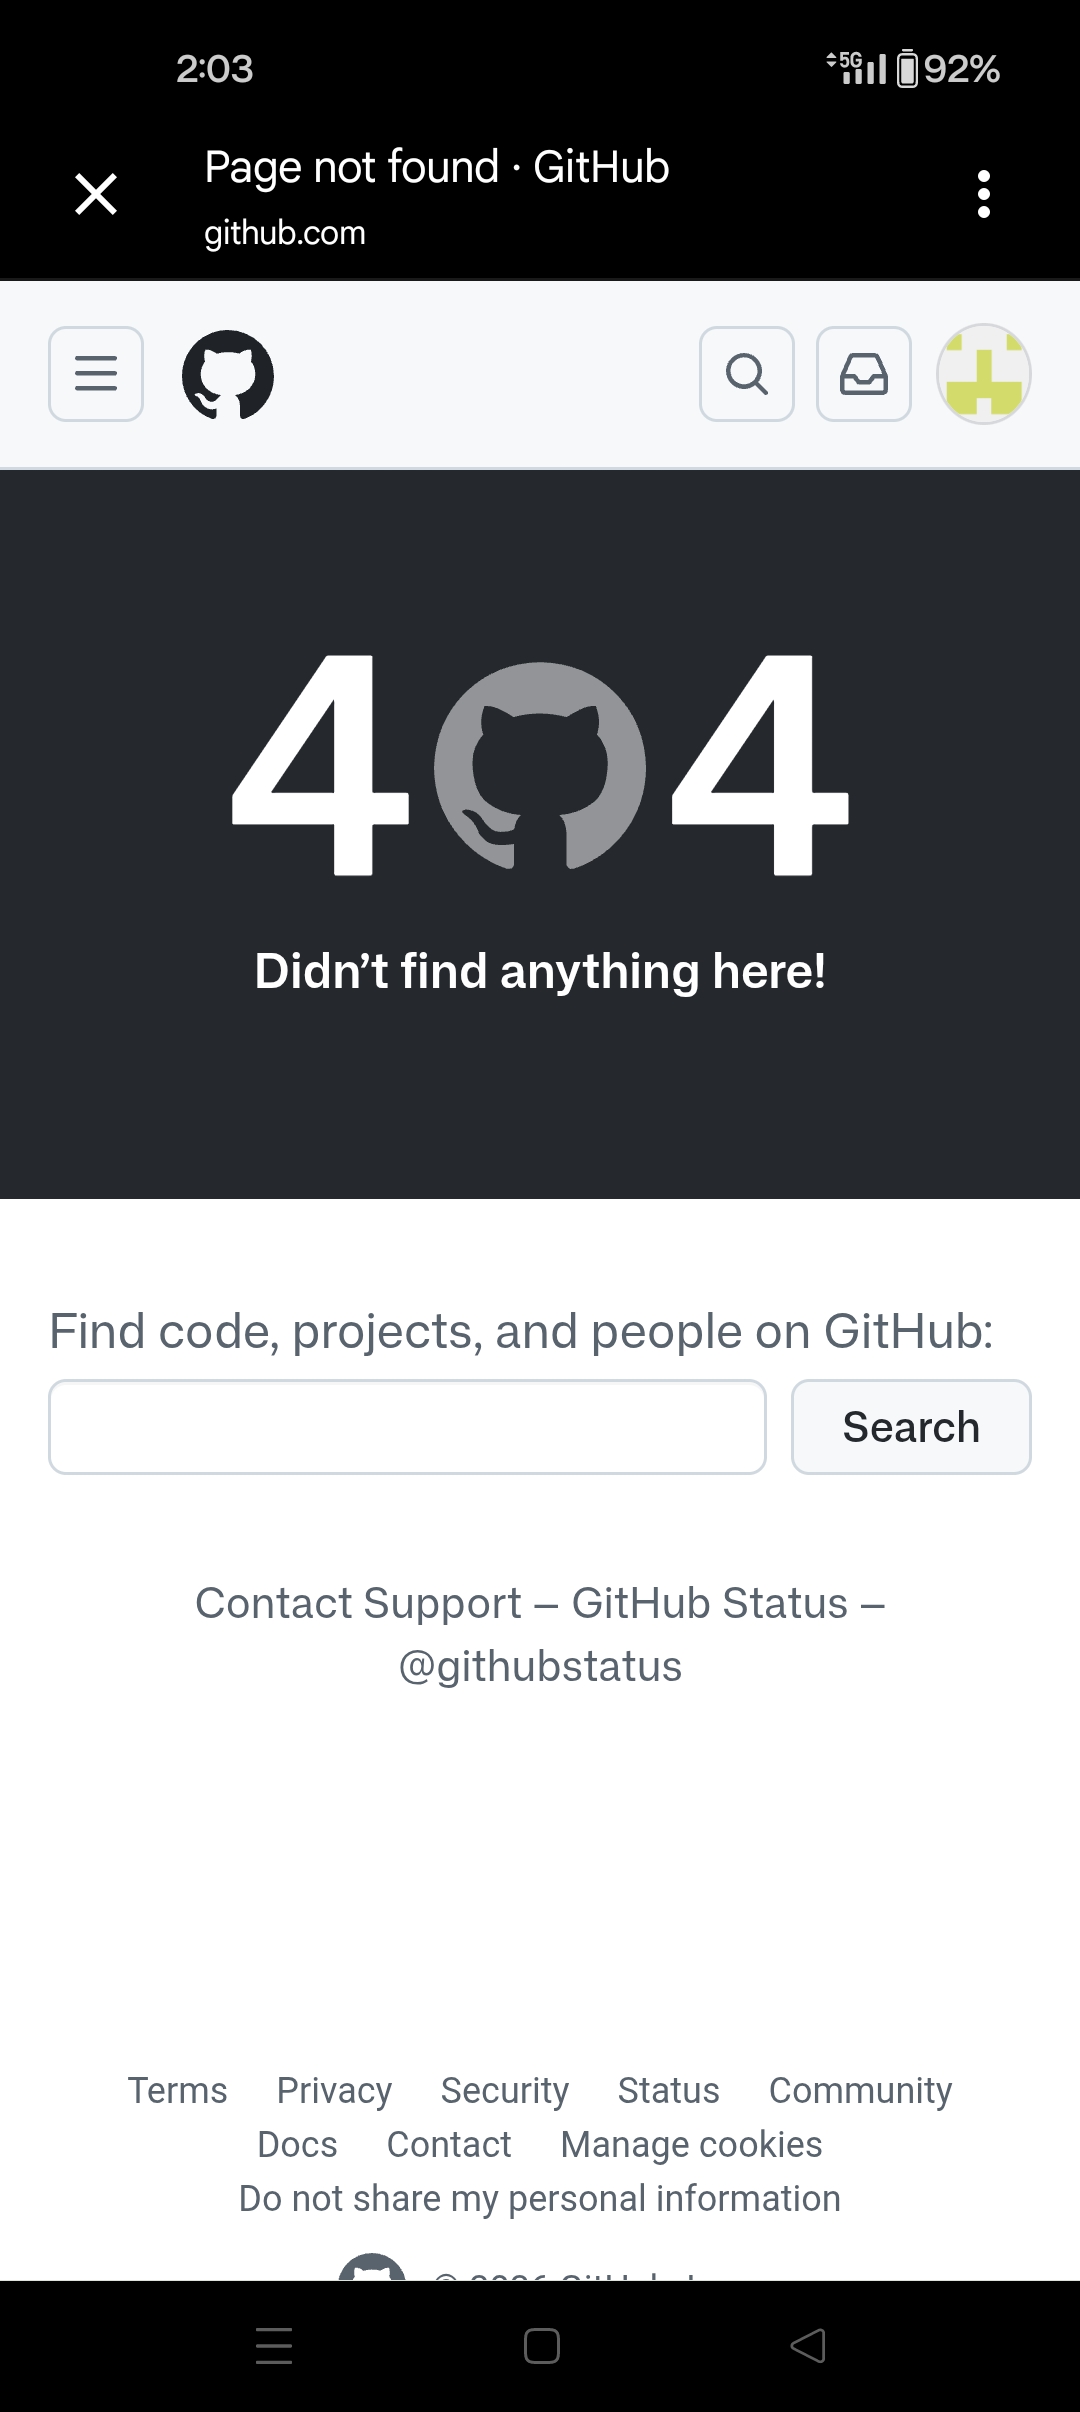 2:03
5G 92%
Page not found · GitHub
github.com
404
Didn’t find anything here!
Find code, projects, and people on GitHub:
Search
Contact Support — GitHub Status —
@githubstatus
Terms Privacy Security Status Community
Docs Contact Manage cookies
Do not share my personal information